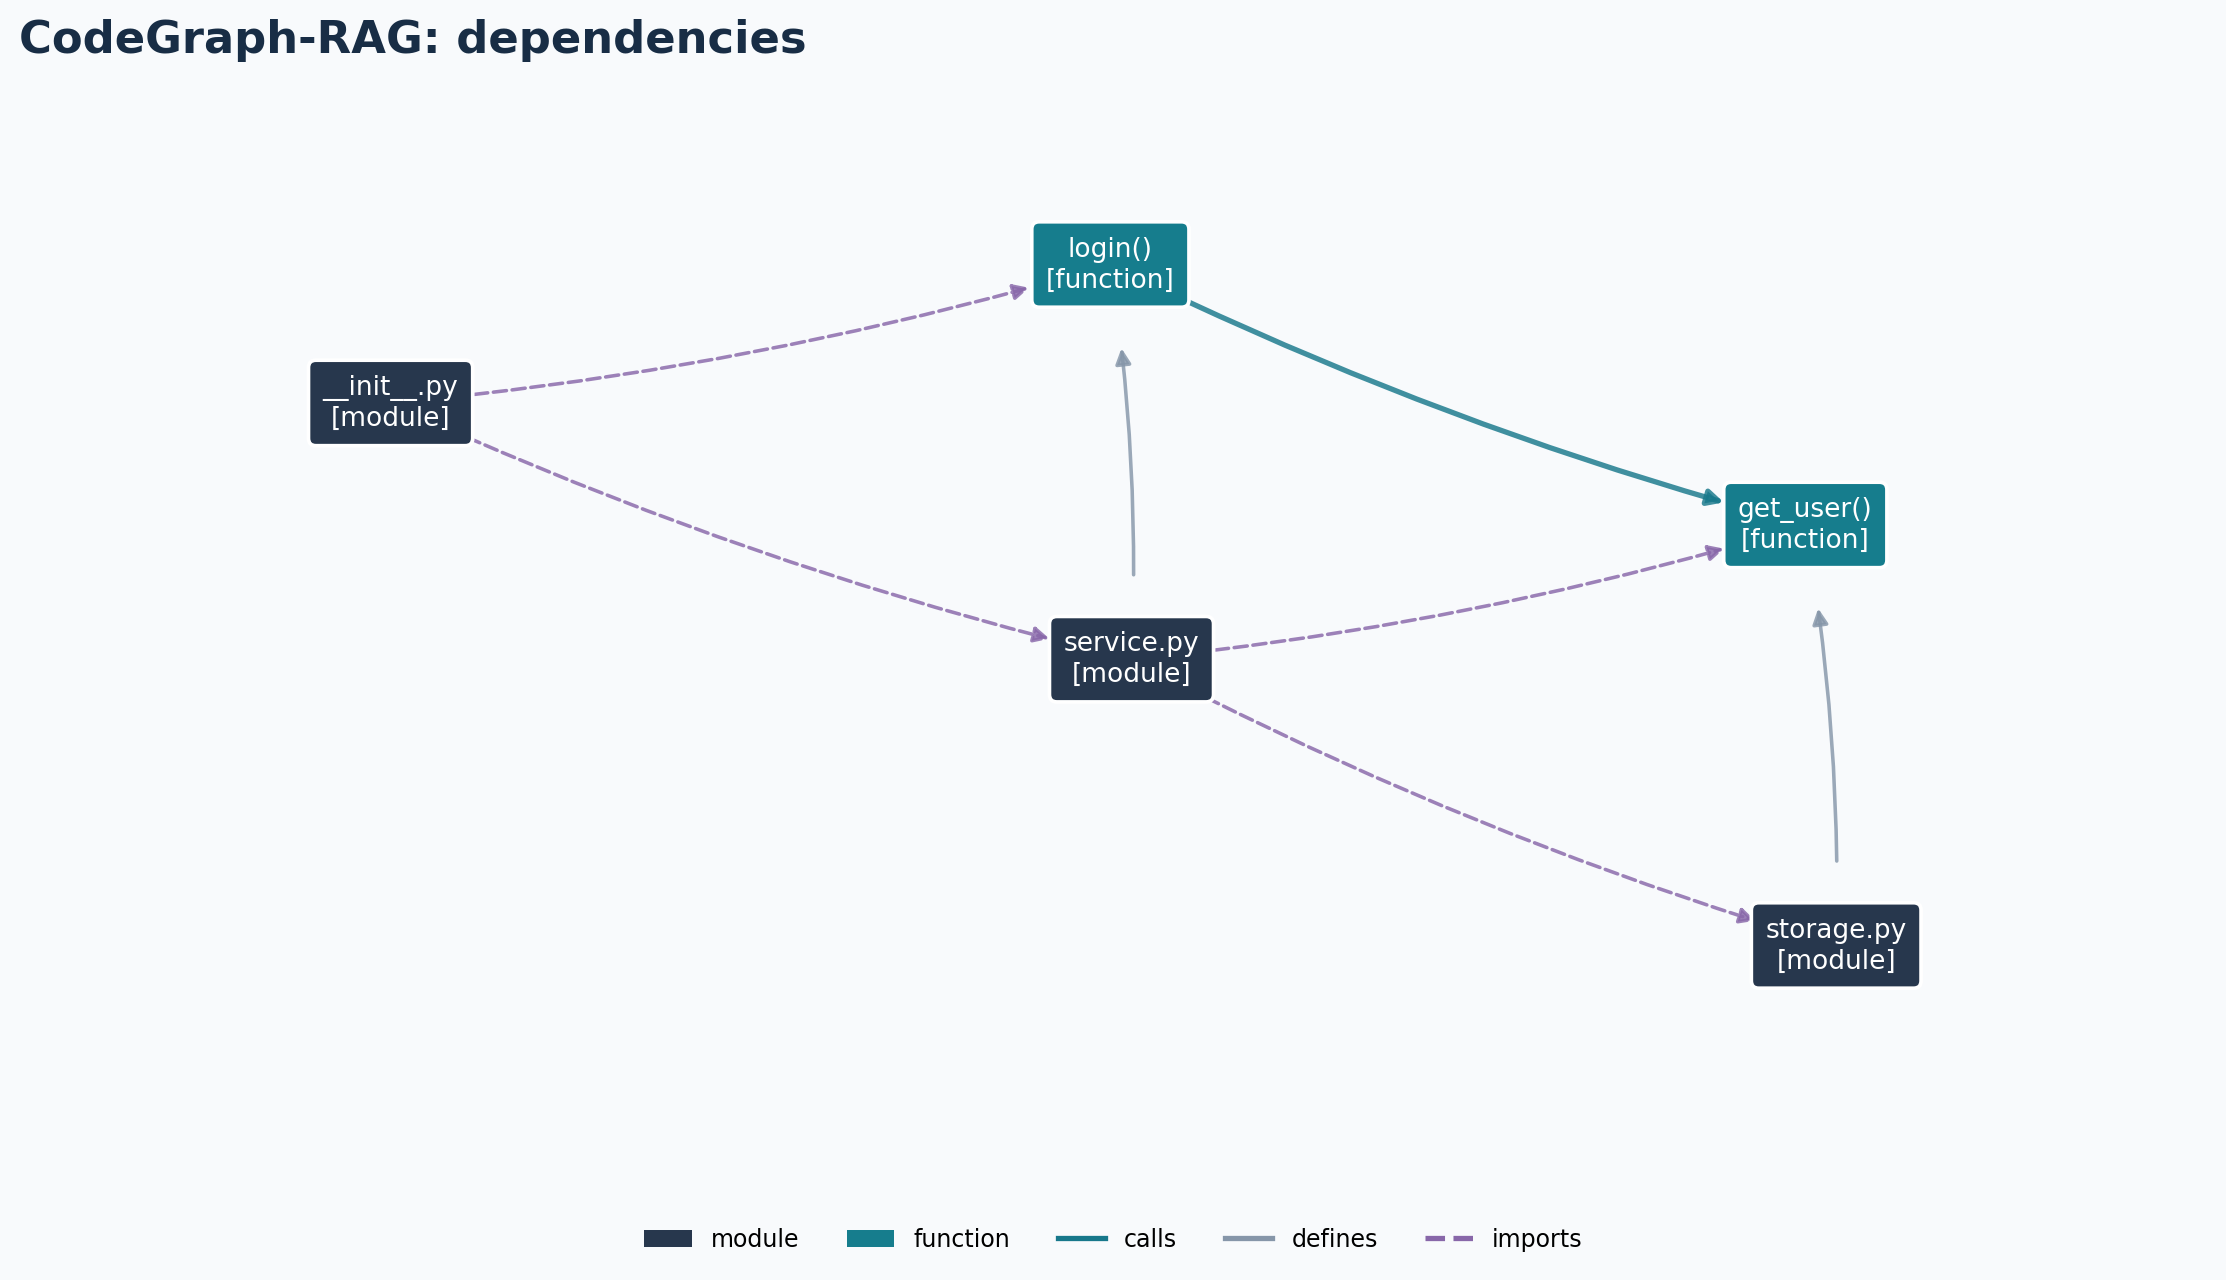 CodeGraph-RAG: dependencies
login()
[function]
__init__.py
[module]
get_user()
[function]
service.py
[module]
storage.py
[module]
module
function
calls
defines
imports